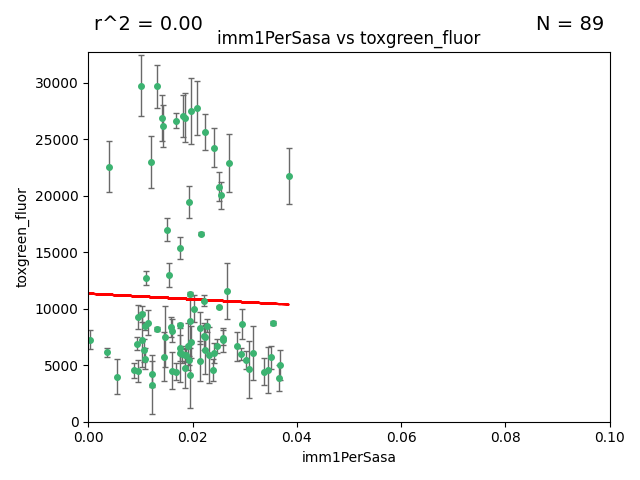 r^2 = 0.00
N = 89
imm1PerSasa vs toxgreen_fluor
30000
25000
20000
15000
10000
5000
0
toxgreen_fluor
0.00
0.02
0.04
0.06
0.08
0.10
imm1PerSasa